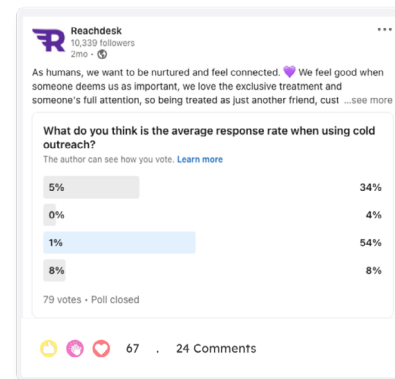 Reachdesk
10,339 followers
2mo •
As humans, we want to be nurtured and feel connected. 💜 We feel good when
someone deems us as important, we love the exclusive treatment and
someone's full attention, so being treated as just another friend, cust ...see more
What do you think is the average response rate when using cold
outreach?
The author can see how you vote. Learn more
5% 34%
0% 4%
1% 54%
8% 8%
79 votes • Poll closed
67 . 24 Comments